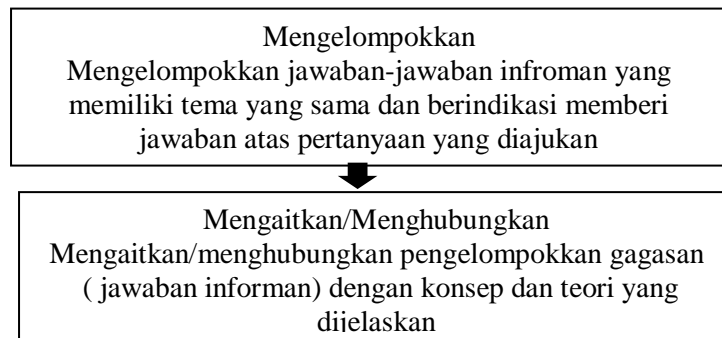 Mengelompokkan
Mengelompokkan jawaban-jawaban infroman yang
memiliki tema yang sama dan berindikasi memberi
jawaban atas pertanyaan yang diajukan
Mengaitkan/Menghubungkan
Mengaitkan/menghubungkan pengelompokkan gagasan
( jawaban informan) dengan konsep dan teori yang
dijelaskan